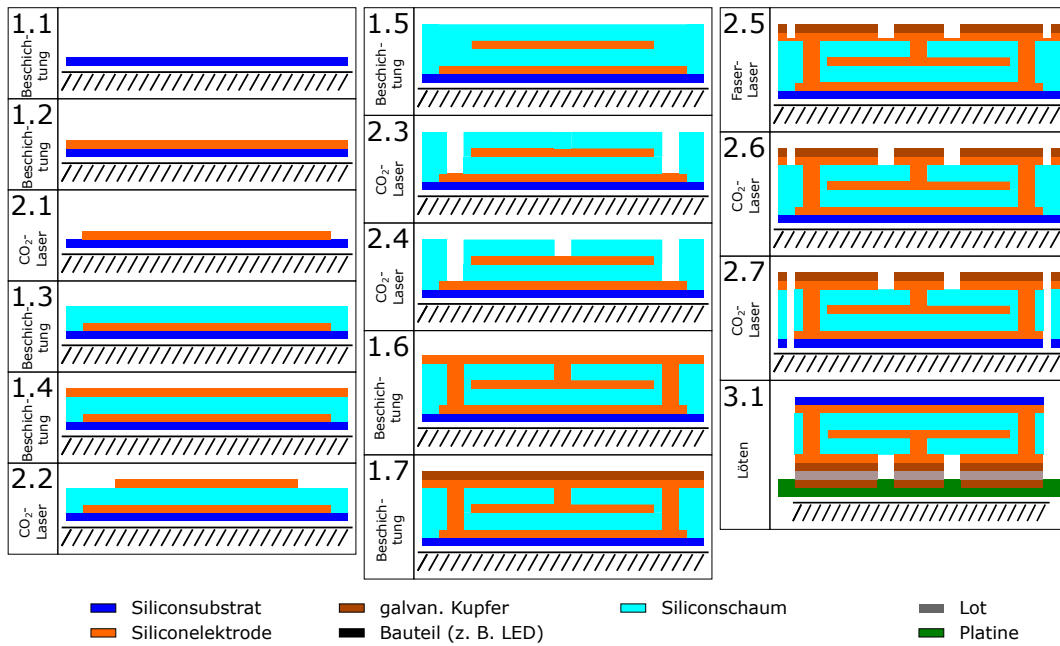 1.1
Beschich-
tung
1.2
Beschich-
tung
2.1
CO₂-
Laser
1.3
Beschich-
tung
1.4
Beschich-
tung
2.2
CO₂-
Laser
1.5
Beschich-
tung
2.3
CO₂-
Laser
2.4
CO₂-
Laser
1.6
Beschich-
tung
1.7
Beschich-
tung
2.5
Faser-
Laser
2.6
CO₂-
Laser
2.7
CO₂-
Laser
3.1
Löten
Siliconsubstrat
Siliconelektrode
galvan. Kupfer
Bauteil (z. B. LED)
Siliconschaum
Lot
Platine